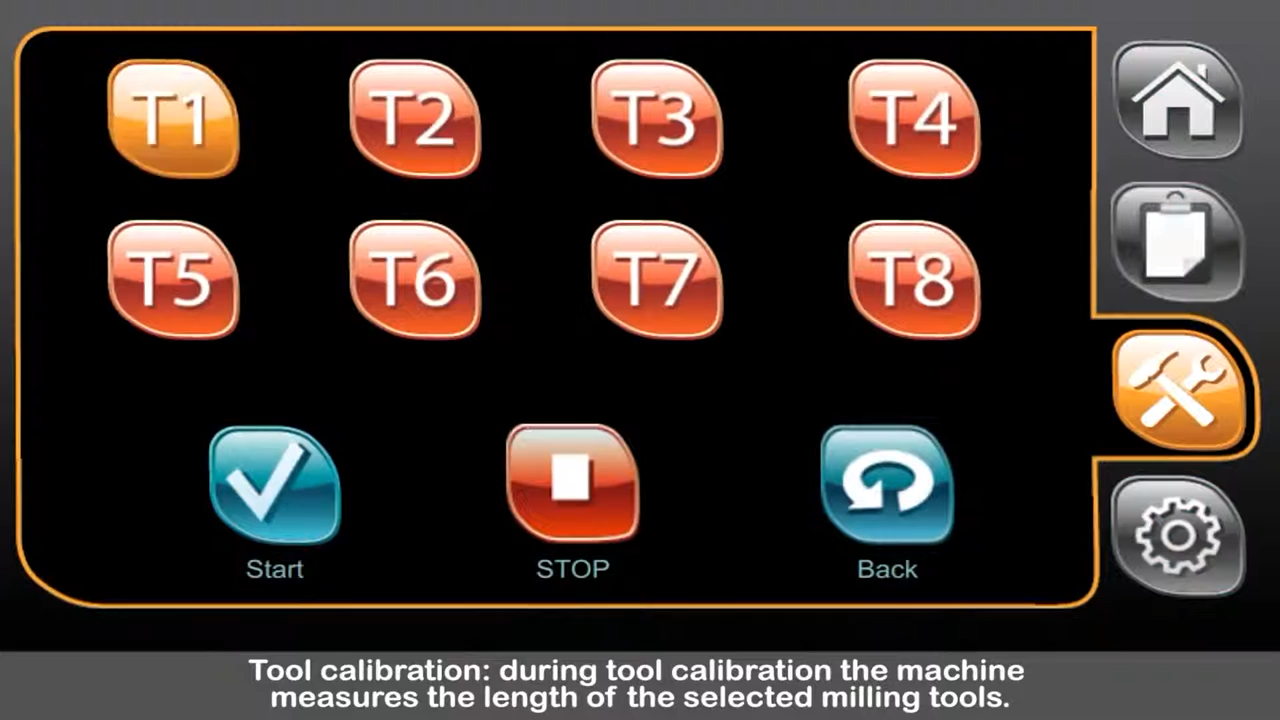 T1 T2 T3 T4
T5 T6 T7 T8
Start STOP Back
Tool calibration: during tool calibration the machine
measures the length of the selected milling tools.